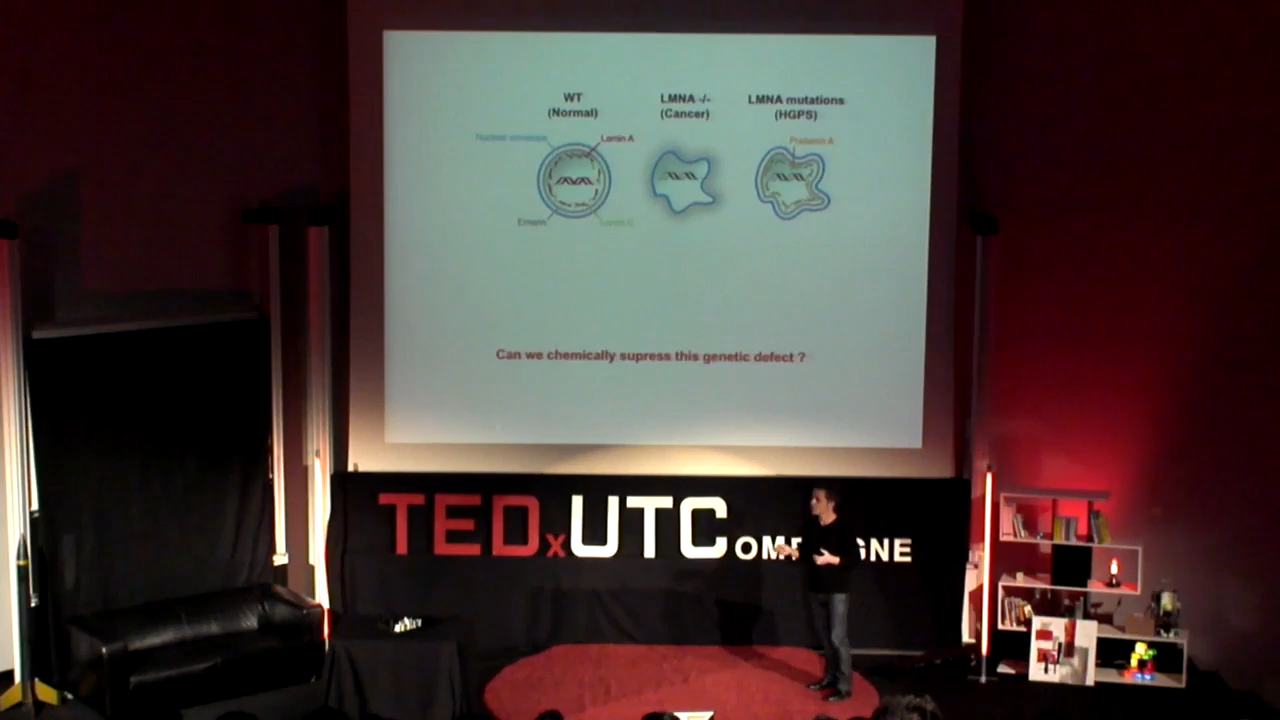 WT
(Normal)
LMNA -/-
(Cancer)
LMNA mutations
(HGPS)
Nuclear envelope
Lamin A
Prelamin A
Emerin
Lamin C
Can we chemically supress this genetic defect ?
TEDxUTC